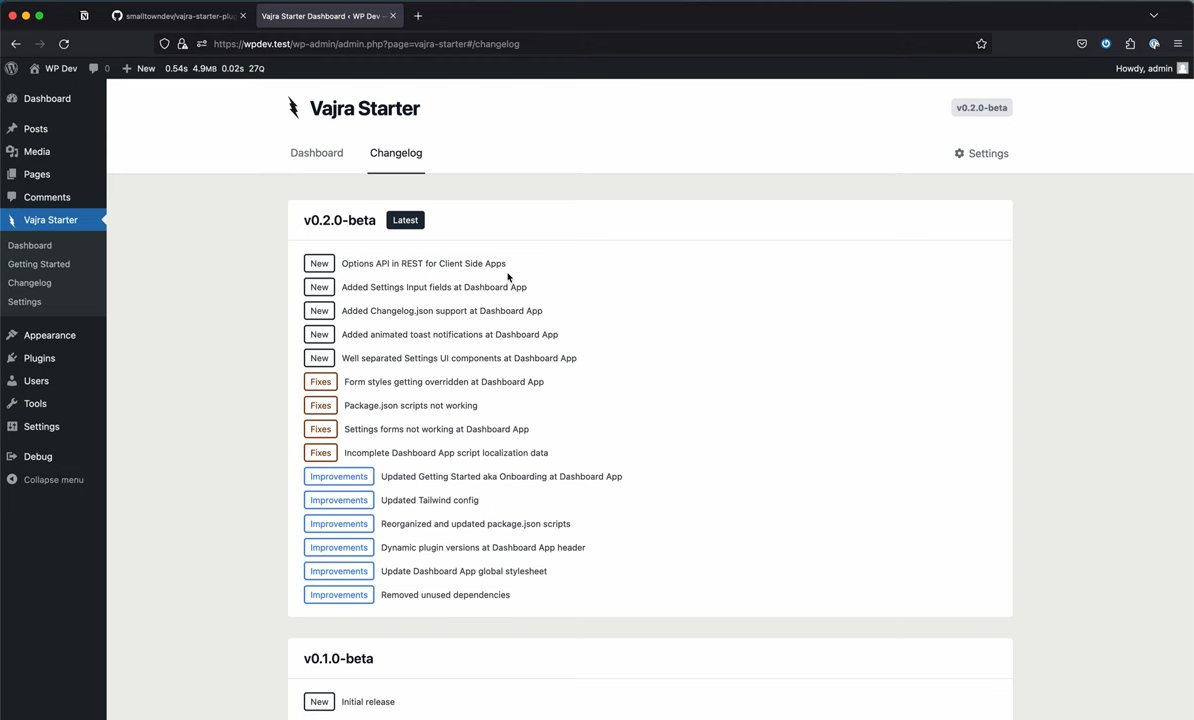 smalltowndev/vajra-starter-plu
Vajra Starter Dashboard ‹ WP Dev –
https://wpdev.test/wp-admin/admin.php?page=vajra-starter#/changelog
WP Dev 0 New 0.54s 4.9MB 0.02s 27Q Howdy, admin
Dashboard
Posts
Media
Pages
Comments
Vajra Starter
Dashboard
Getting Started
Changelog
Settings
Appearance
Plugins
Users
Tools
Settings
Debug
Collapse menu
Vajra Starter
v0.2.0-beta
Dashboard Changelog Settings
v0.2.0-beta Latest
New Options API in REST for Client Side Apps
New Added Settings Input fields at Dashboard App
New Added Changelog.json support at Dashboard App
New Added animated toast notifications at Dashboard App
New Well separated Settings UI components at Dashboard App
Fixes Form styles getting overridden at Dashboard App
Fixes Package.json scripts not working
Fixes Settings forms not working at Dashboard App
Fixes Incomplete Dashboard App script localization data
Improvements Updated Getting Started aka Onboarding at Dashboard App
Improvements Updated Tailwind config
Improvements Reorganized and updated package.json scripts
Improvements Dynamic plugin versions at Dashboard App header
Improvements Update Dashboard App global stylesheet
Improvements Removed unused dependencies
v0.1.0-beta
New Initial release